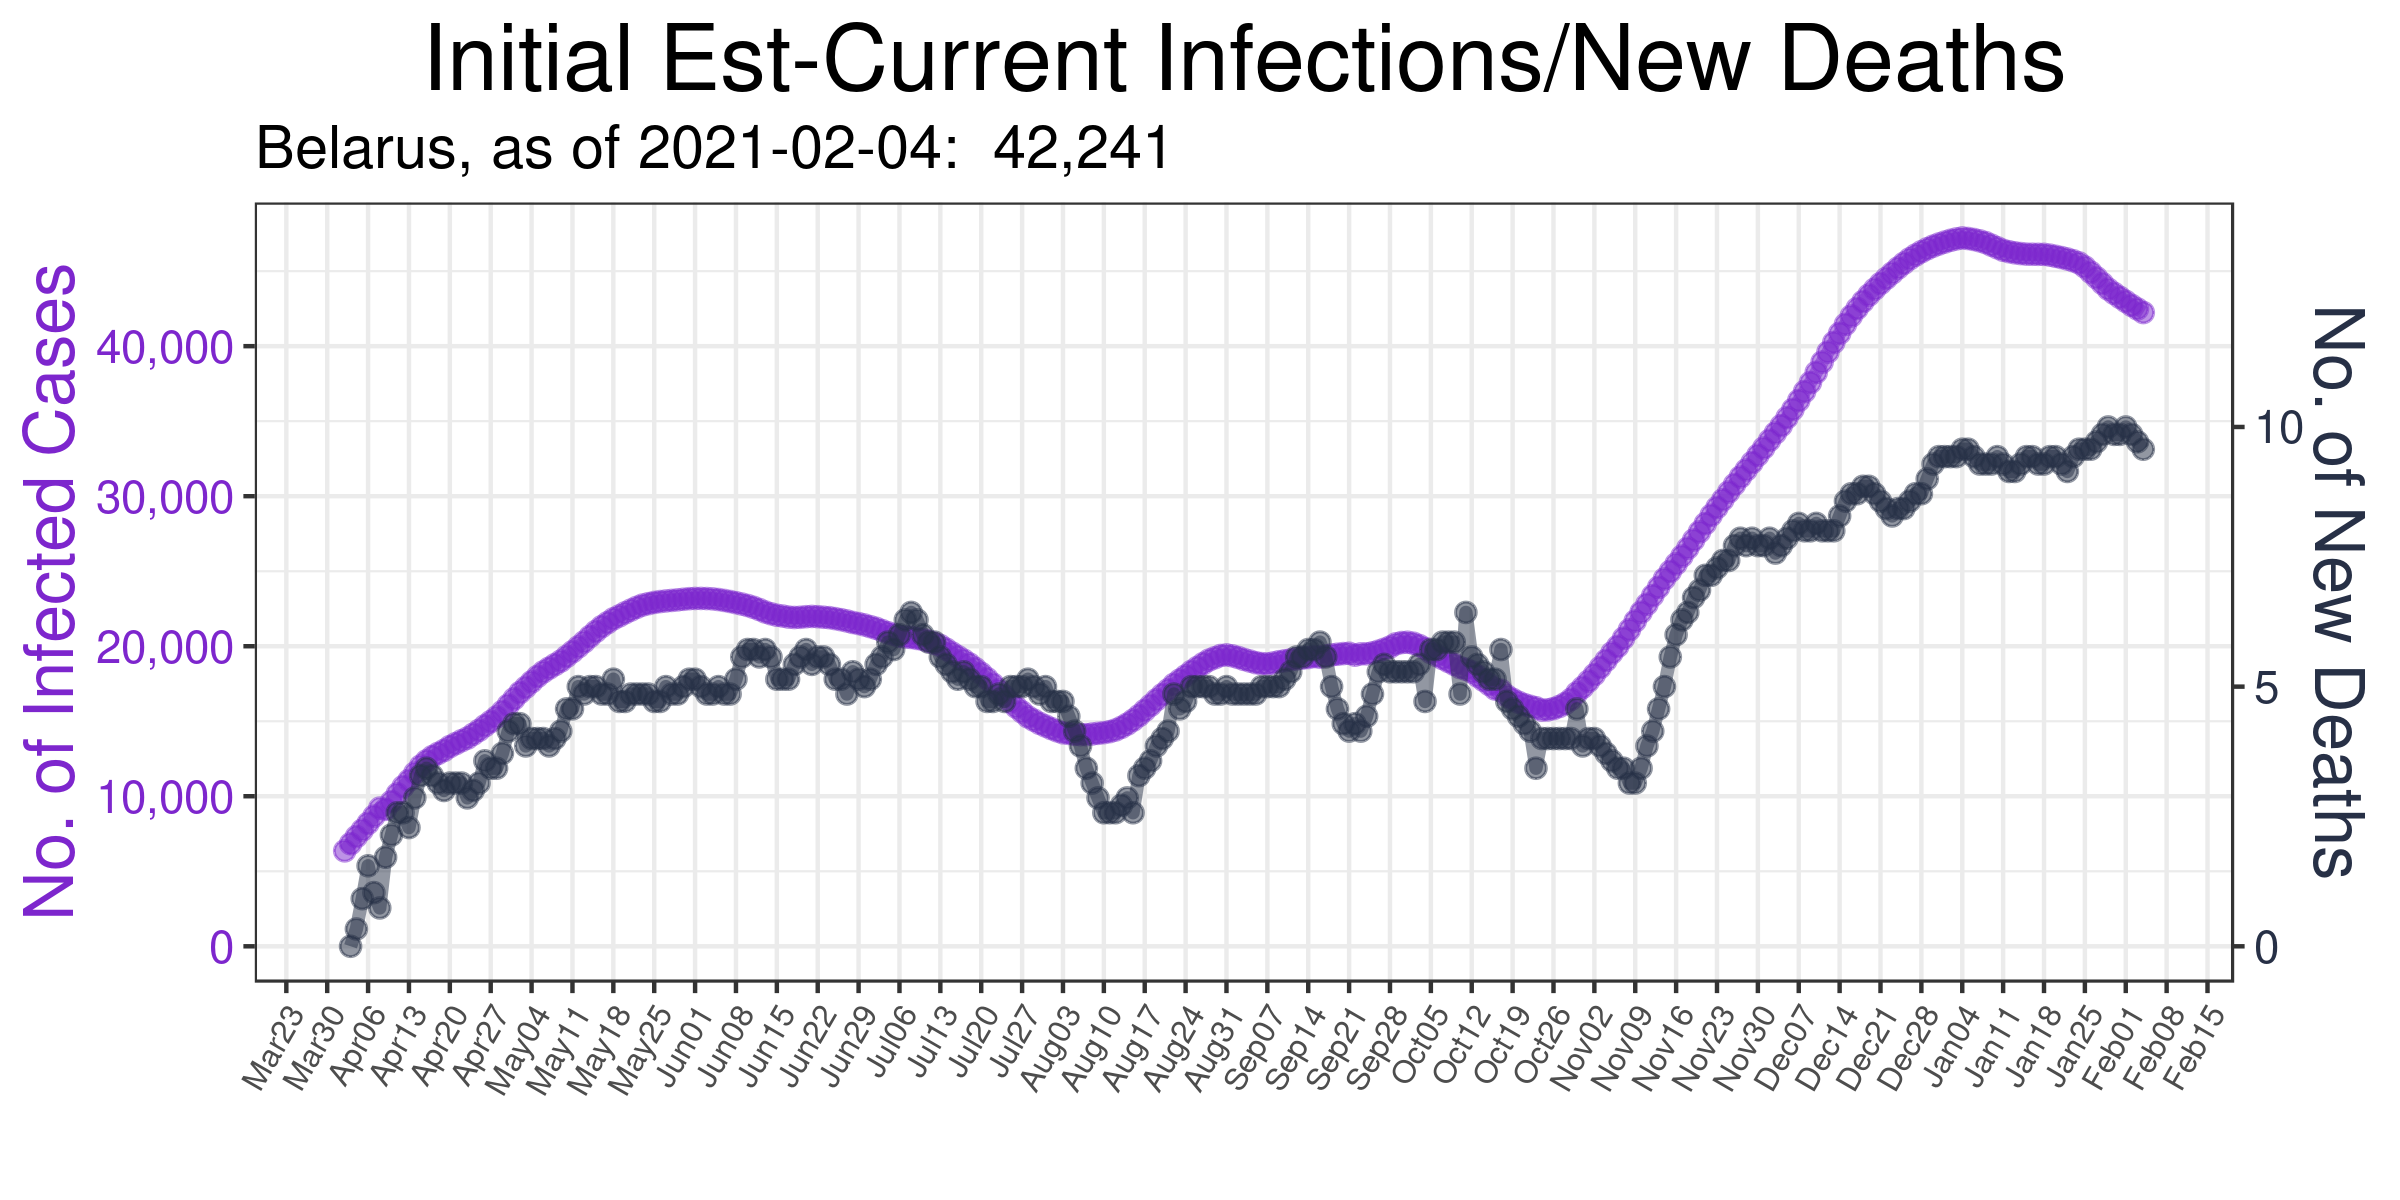 Initial Est-Current Infections/New Deaths
Belarus, as of 2021-02-04:  42,241
No. of Infected Cases
40,000
30,000
20,000
10,000
0
10
5
0
No. of New Deaths
Mar23 Mar30 Apr06 Apr13 Apr20 Apr27 May04 May11 May18 May25 Jun01 Jun08 Jun15 Jun22 Jun29 Jul06 Jul13 Jul20 Jul27 Aug03 Aug10 Aug17 Aug24 Aug31 Sep07 Sep14 Sep21 Sep28 Oct05 Oct12 Oct19 Oct26 Nov02 Nov09 Nov16 Nov23 Nov30 Dec07 Dec14 Dec21 Dec28 Jan04 Jan11 Jan18 Jan25 Feb01 Feb08 Feb15